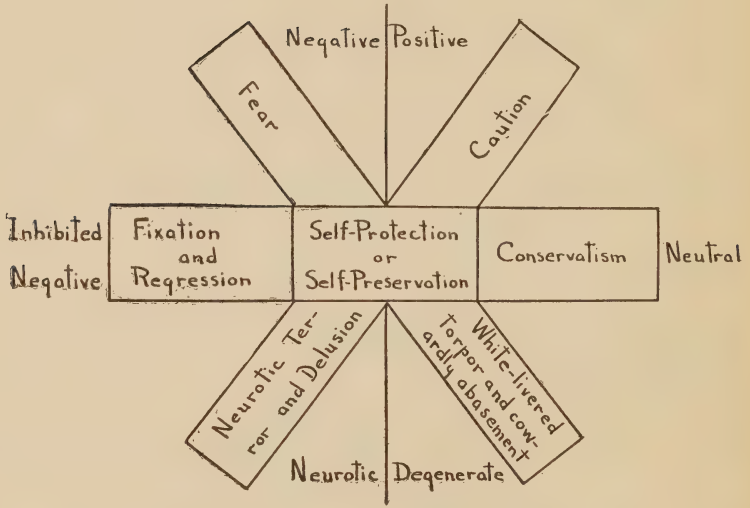 Negative Positive
Fear
Caution
Inhibited
Negative
Fixation
and
Regression
Self-Protection
or
Self-Preservation
Conservatism
Neutral
Neurotic Ter-
ror and Delusion
White-livered
Torpor and cow-
ardly abasement
Neurotic Degenerate